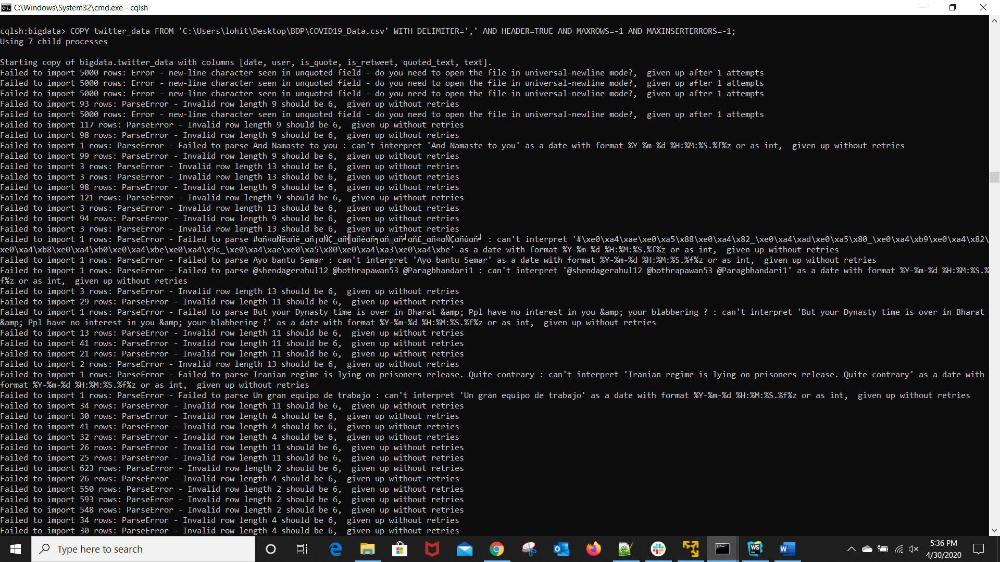 C:\Windows\System32\cmd.exe - cqlsh
cqlsh:bigdata> COPY twitter_data FROM 'C:\Users\lohit\Desktop\BDP\COVID19_Data.csv' WITH DELIMITER=',' AND HEADER=TRUE AND MAXROWS=-1 AND MAXINSERTERRORS=-1;
Using 7 child processes
Starting copy of bigdata.twitter_data with columns [date, user, is_quote, is_retweet, quoted_text, text].
Failed to import 5000 rows: Error - new-line character seen in unquoted field - do you need to open the file in universal-newline mode?,  given up after 1 attempts
Failed to import 5000 rows: Error - new-line character seen in unquoted field - do you need to open the file in universal-newline mode?,  given up after 1 attempts
Failed to import 5000 rows: Error - new-line character seen in unquoted field - do you need to open the file in universal-newline mode?,  given up after 1 attempts
Failed to import 93 rows: ParseError - Invalid row length 9 should be 6,  given up without retries
Failed to import 5000 rows: Error - new-line character seen in unquoted field - do you need to open the file in universal-newline mode?,  given up after 1 attempts
Failed to import 117 rows: ParseError - Invalid row length 9 should be 6,  given up without retries
Failed to import 98 rows: ParseError - Invalid row length 9 should be 6,  given up without retries
Failed to import 1 rows: ParseError - Failed to parse And Namaste to you : can't interpret 'And Namaste to you' as a date with format %Y-%m-%d %H:%M:%S.%f%z or as int,  given up without retries
Failed to import 99 rows: ParseError - Invalid row length 9 should be 6,  given up without retries
Failed to import 3 rows: ParseError - Invalid row length 13 should be 6,  given up without retries
Failed to import 3 rows: ParseError - Invalid row length 13 should be 6,  given up without retries
Failed to import 98 rows: ParseError - Invalid row length 9 should be 6,  given up without retries
Failed to import 121 rows: ParseError - Invalid row length 9 should be 6,  given up without retries
Failed to import 3 rows: ParseError - Invalid row length 13 should be 6,  given up without retries
Failed to import 94 rows: ParseError - Invalid row length 9 should be 6,  given up without retries
Failed to import 3 rows: ParseError - Invalid row length 13 should be 6,  given up without retries
Failed to import 1 rows: ParseError - Failed to parse : can't interpret '#\xe0\xa4\xae\xe0\xa5\x88\xe0\xa4\x82_\xe0\xa4\xad\xe0\xa5\x80_\xe0\xa4\xb9\xe0\xa4\x82\
xe0\xa4\xb8\xe0\xa4\xb0\xe0\xa4\xbe\xe0\xa4\x9c_\xe0\xa4\xae\xe0\xa5\x80\xe0\xa4\xa3\xe0\xa4\xbe' as a date with format %Y-%m-%d %H:%M:%S.%f%z or as int,  given up without retries
Failed to import 1 rows: ParseError - Failed to parse Ayo bantu Semar : can't interpret 'Ayo bantu Semar' as a date with format %Y-%m-%d %H:%M:%S.%f%z or as int,  given up without retries
Failed to import 1 rows: ParseError - Failed to parse @shendagerahul12 @bothrapawan53 @Paragbhandari1 : can't interpret '@shendagerahul12 @bothrapawan53 @Paragbhandari1' as a date with format %Y-%m-%d %H:%M:%S.%
f%z or as int,  given up without retries
Failed to import 3 rows: ParseError - Invalid row length 13 should be 6,  given up without retries
Failed to import 29 rows: ParseError - Invalid row length 11 should be 6,  given up without retries
Failed to import 1 rows: ParseError - Failed to parse But your Dynasty time is over in Bharat &amp; Ppl have no interest in you &amp; your blabbering ? : can't interpret 'But your Dynasty time is over in Bharat
&amp; Ppl have no interest in you &amp; your blabbering ?' as a date with format %Y-%m-%d %H:%M:%S.%f%z or as int,  given up without retries
Failed to import 13 rows: ParseError - Invalid row length 11 should be 6,  given up without retries
Failed to import 41 rows: ParseError - Invalid row length 11 should be 6,  given up without retries
Failed to import 21 rows: ParseError - Invalid row length 11 should be 6,  given up without retries
Failed to import 2 rows: ParseError - Invalid row length 13 should be 6,  given up without retries
Failed to import 1 rows: ParseError - Failed to parse Iranian regime is lying on prisoners release. Quite contrary : can't interpret 'Iranian regime is lying on prisoners release. Quite contrary' as a date with
format %Y-%m-%d %H:%M:%S.%f%z or as int,  given up without retries
Failed to import 1 rows: ParseError - Failed to parse Un gran equipo de trabajo : can't interpret 'Un gran equipo de trabajo' as a date with format %Y-%m-%d %H:%M:%S.%f%z or as int,  given up without retries
Failed to import 34 rows: ParseError - Invalid row length 11 should be 6,  given up without retries
Failed to import 30 rows: ParseError - Invalid row length 4 should be 6,  given up without retries
Failed to import 41 rows: ParseError - Invalid row length 4 should be 6,  given up without retries
Failed to import 32 rows: ParseError - Invalid row length 4 should be 6,  given up without retries
Failed to import 26 rows: ParseError - Invalid row length 11 should be 6,  given up without retries
Failed to import 25 rows: ParseError - Invalid row length 11 should be 6,  given up without retries
Failed to import 623 rows: ParseError - Invalid row length 2 should be 6,  given up without retries
Failed to import 26 rows: ParseError - Invalid row length 4 should be 6,  given up without retries
Failed to import 550 rows: ParseError - Invalid row length 2 should be 6,  given up without retries
Failed to import 593 rows: ParseError - Invalid row length 2 should be 6,  given up without retries
Failed to import 548 rows: ParseError - Invalid row length 2 should be 6,  given up without retries
Failed to import 34 rows: ParseError - Invalid row length 4 should be 6,  given up without retries
Failed to import 30 rows: ParseError - Invalid row length 4 should be 6,  given up without retries
Type here to search
5:36 PM
4/30/2020